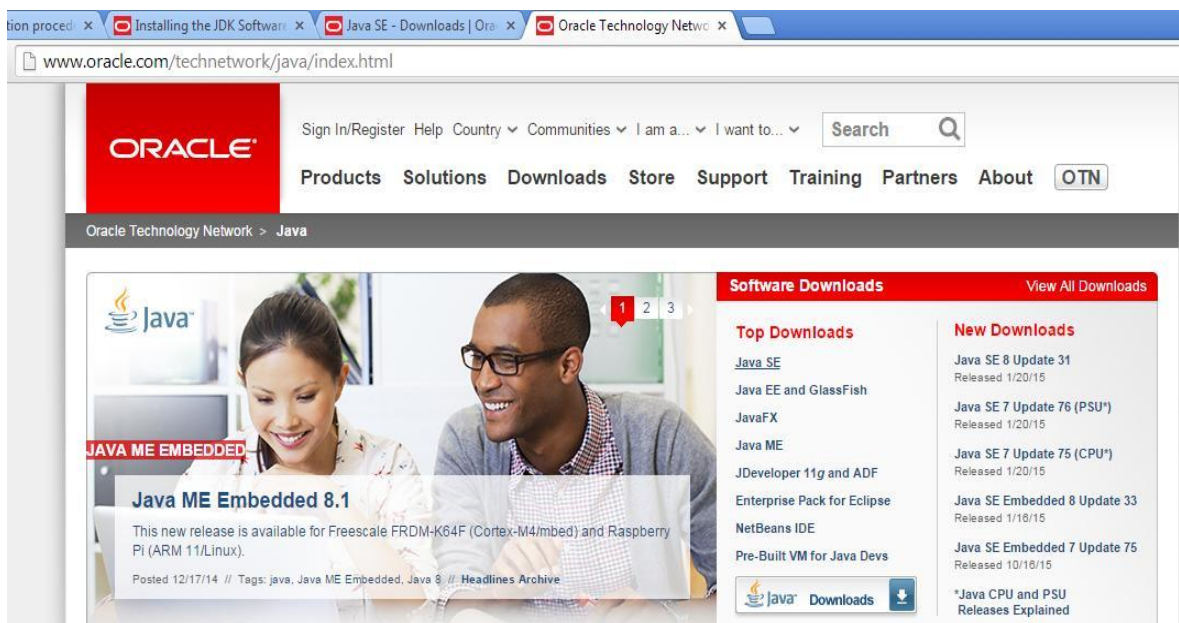 tion proced
Installing the JDK Software
Java SE - Downloads | Ora
Oracle Technology Netwo
www.oracle.com/technetwork/java/index.html
ORACLE
Sign In/Register Help Country Communities I am a... I want to... Search
Products Solutions Downloads Store Support Training Partners About OTN
Oracle Technology Network > Java
Java
1 2 3
JAVA ME EMBEDDED
Java ME Embedded 8.1
This new release is available for Freescale FRDM-K64F (Cortex-M4/mbed) and Raspberry
Pi (ARM 11/Linux).
Posted 12/17/14 // Tags: java, Java ME Embedded, Java 8 // Headlines Archive
Software Downloads
View All Downloads
Top Downloads
Java SE
Java EE and GlassFish
JavaFX
Java ME
JDeveloper 11g and ADF
Enterprise Pack for Eclipse
NetBeans IDE
Pre-Built VM for Java Devs
Java Downloads
New Downloads
Java SE 8 Update 31
Released 1/20/15
Java SE 7 Update 76 (PSU*)
Released 1/20/15
Java SE 7 Update 75 (CPU*)
Released 1/20/15
Java SE Embedded 8 Update 33
Released 1/16/15
Java SE Embedded 7 Update 75
Released 10/16/15
*Java CPU and PSU
Releases Explained